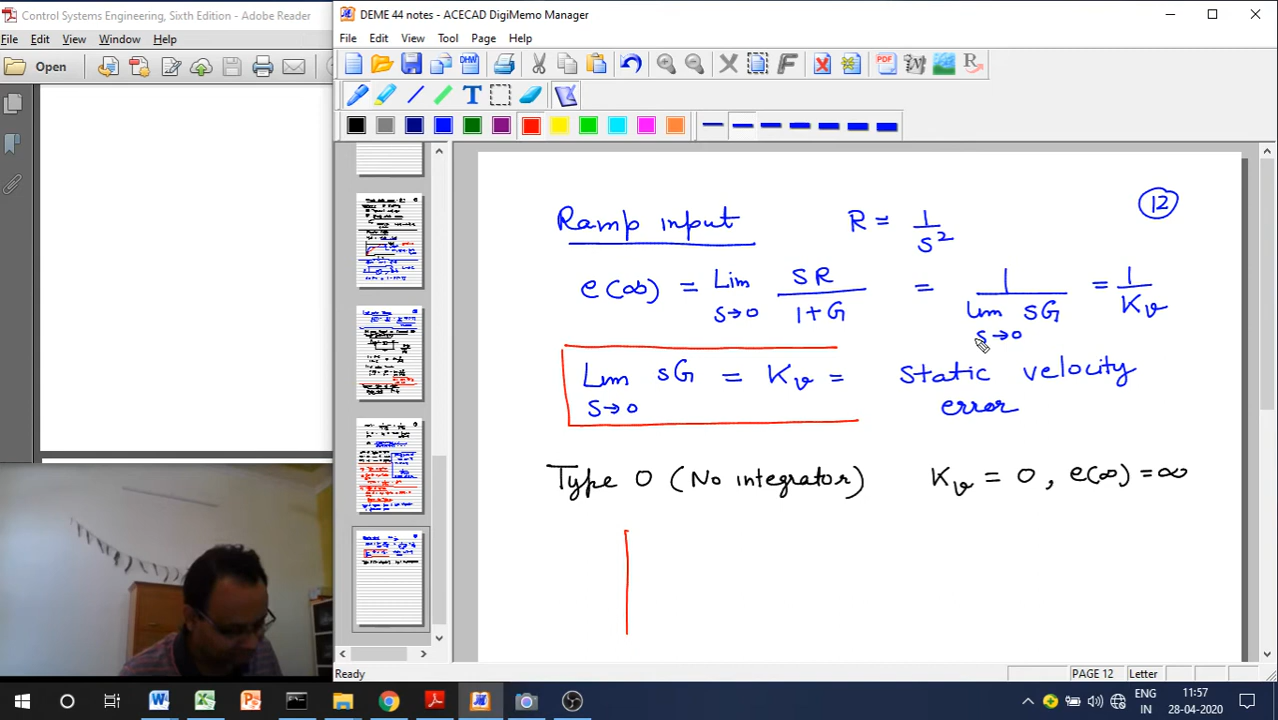 Control Systems Engineering, Sixth Edition - Adobe Reader
File Edit View Window Help
Open
DEME 44 notes - ACECAD DigiMemo Manager
File Edit View Tool Page Help
PDF
12
Ramp input R = 1/s²
e(∞) = Lim s→0 SR/(1+G) = 1/(Lim s→0 SG) = 1/Kv
Lim s→0 SG = Kv = Static velocity
error
Type 0 (No integrator) Kv = 0, e(∞) = ∞
Ready PAGE 12 Letter
ENG 11:57
IN 28-04-2020